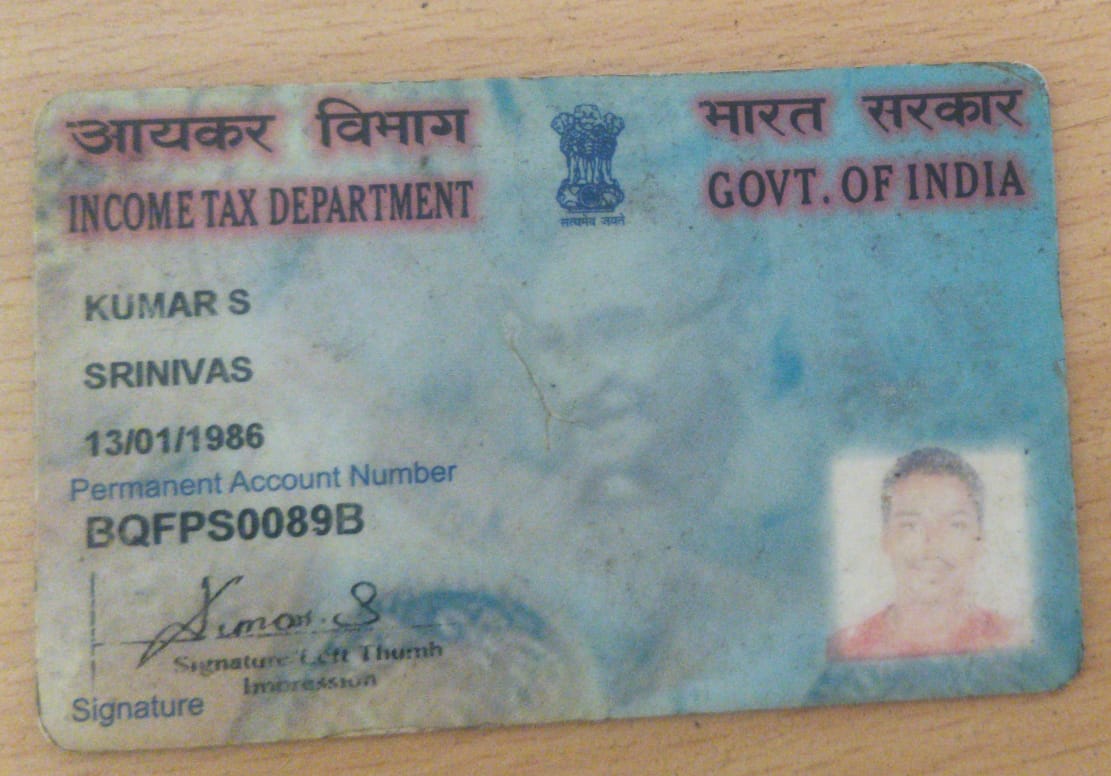 आयकर विभाग
INCOME TAX DEPARTMENT
सत्यमेव जयते
भारत सरकार
GOVT. OF INDIA
KUMAR S
SRINIVAS
13/01/1986
Permanent Account Number
BQFPS0089B
Kumar. S
Signature Left Thumb
Impression
Signature